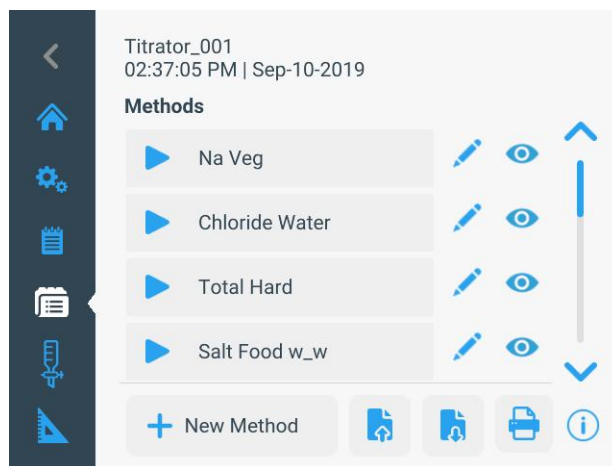 Titrator_001
02:37:05 PM | Sep-10-2019
Methods
Na Veg
Chloride Water
Total Hard
Salt Food w_w
New Method